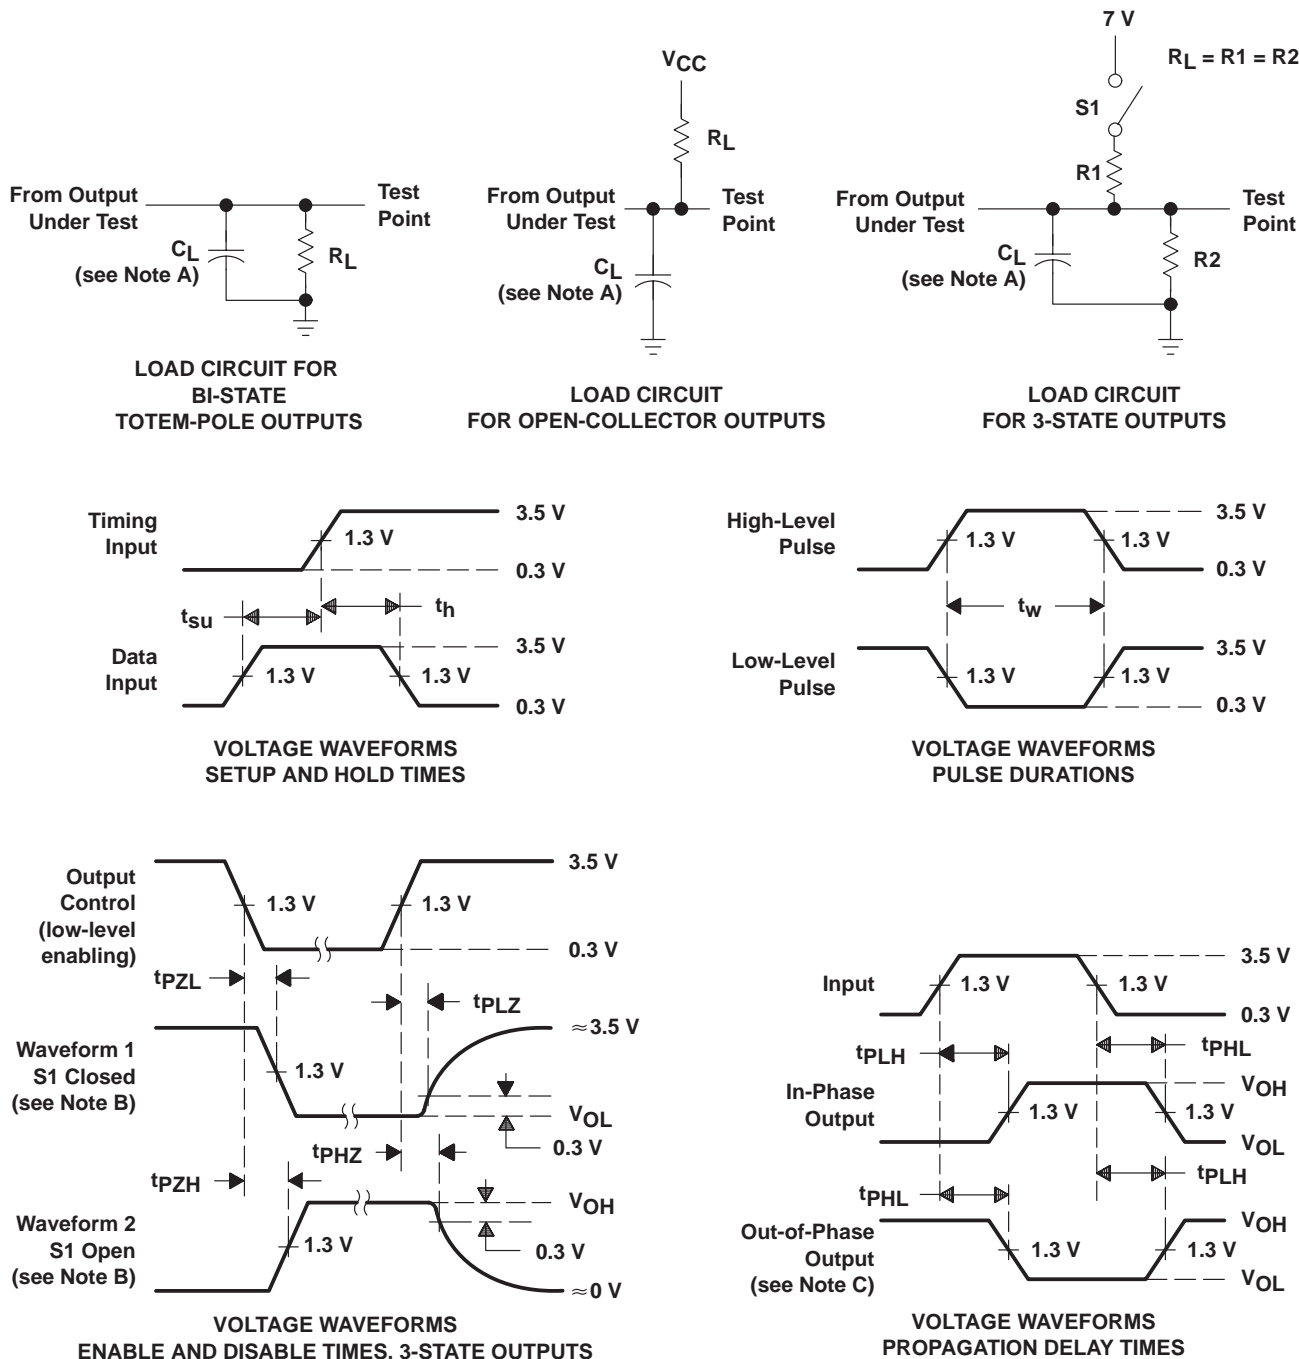 7 V
RL = R1 = R2
S1
R1
From Output
Under Test
Test
Point
CL
(see Note A)
RL
LOAD CIRCUIT FOR
BI-STATE
TOTEM-POLE OUTPUTS
VCC
RL
From Output
Under Test
Test
Point
CL
(see Note A)
LOAD CIRCUIT
FOR OPEN-COLLECTOR OUTPUTS
From Output
Under Test
Test
Point
CL
(see Note A)
R2
LOAD CIRCUIT
FOR 3-STATE OUTPUTS
Timing
Input
1.3 V
3.5 V
0.3 V
tsu
th
Data
Input
1.3 V
1.3 V
3.5 V
0.3 V
VOLTAGE WAVEFORMS
SETUP AND HOLD TIMES
High-Level
Pulse
1.3 V
1.3 V
3.5 V
0.3 V
tw
Low-Level
Pulse
1.3 V
1.3 V
3.5 V
0.3 V
VOLTAGE WAVEFORMS
PULSE DURATIONS
Output
Control
(low-level
enabling)
1.3 V
1.3 V
3.5 V
0.3 V
tPZL
tPLZ
Waveform 1
S1 Closed
(see Note B)
1.3 V
≈3.5 V
VOL
0.3 V
tPHZ
tPZH
Waveform 2
S1 Open
(see Note B)
1.3 V
VOH
0.3 V
≈0 V
VOLTAGE WAVEFORMS
ENABLE AND DISABLE TIMES, 3-STATE OUTPUTS
Input
1.3 V
1.3 V
3.5 V
0.3 V
tPLH
tPHL
In-Phase
Output
1.3 V
1.3 V
VOH
VOL
tPHL
tPLH
Out-of-Phase
Output
(see Note C)
1.3 V
1.3 V
VOH
VOL
VOLTAGE WAVEFORMS
PROPAGATION DELAY TIMES